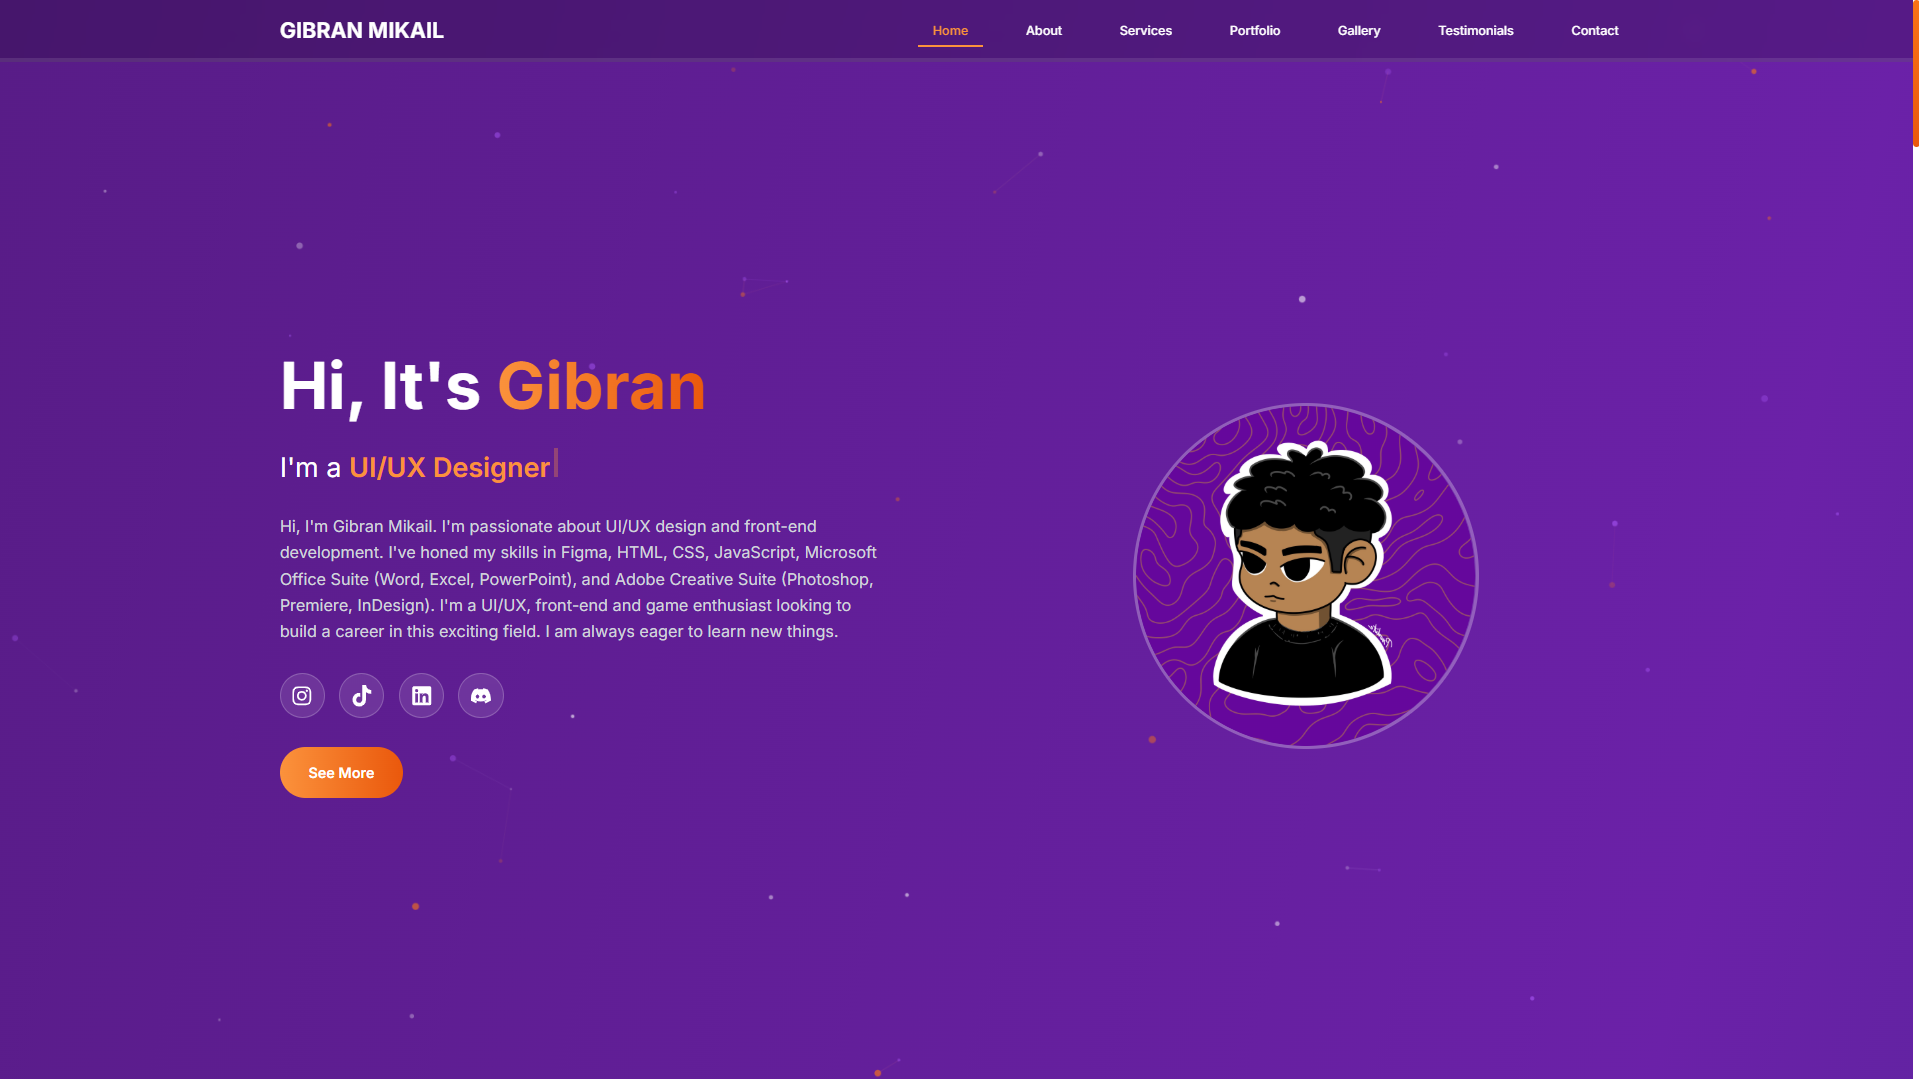 GIBRAN MIKAIL
Home About Services Portfolio Gallery Testimonials Contact
Hi, It's Gibran
I'm a UI/UX Designer
Hi, I'm Gibran Mikail. I'm passionate about UI/UX design and front-end
development. I've honed my skills in Figma, HTML, CSS, JavaScript, Microsoft
Office Suite (Word, Excel, PowerPoint), and Adobe Creative Suite (Photoshop,
Premiere, InDesign). I'm a UI/UX, front-end and game enthusiast looking to
build a career in this exciting field. I am always eager to learn new things.
See More